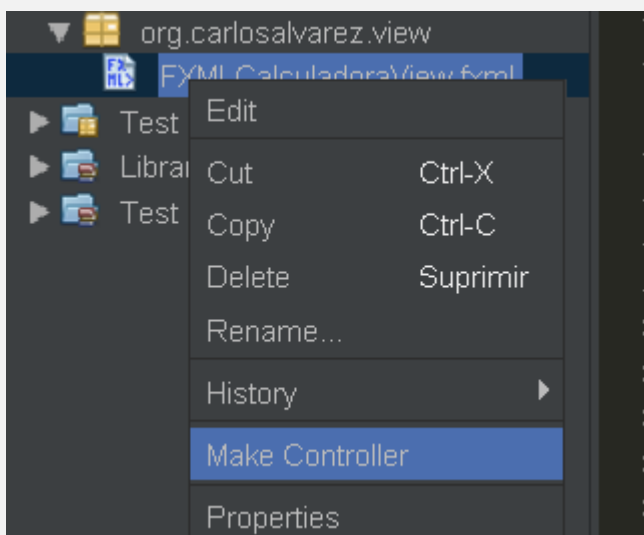 org.carlosalvarez.view
FXMLCalculadoraView.fxml
Test
Librar
Test
Edit
Cut Ctrl-X
Copy Ctrl-C
Delete Suprimir
Rename...
History
Make Controller
Properties